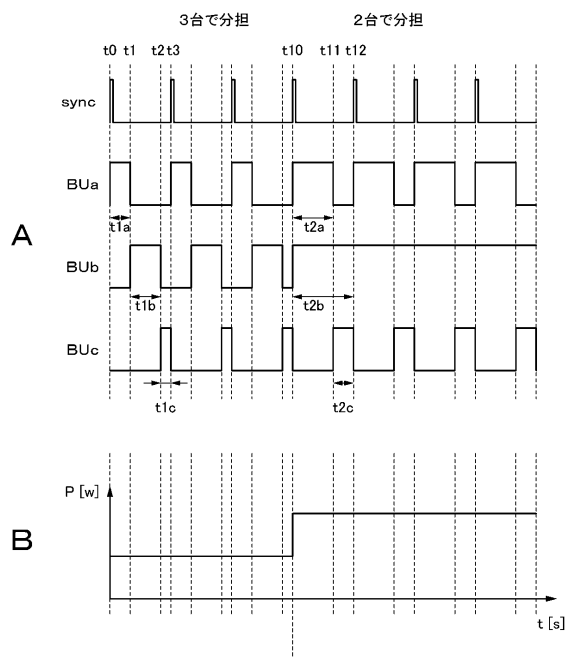 3台で分担 2台で分担
t0 t1 t2 t3 t10 t11 t12
sync
BUa
t1a t2a
A
BUb
t1b t2b
BUc
t1c t2c
P [w]
B
t [s]